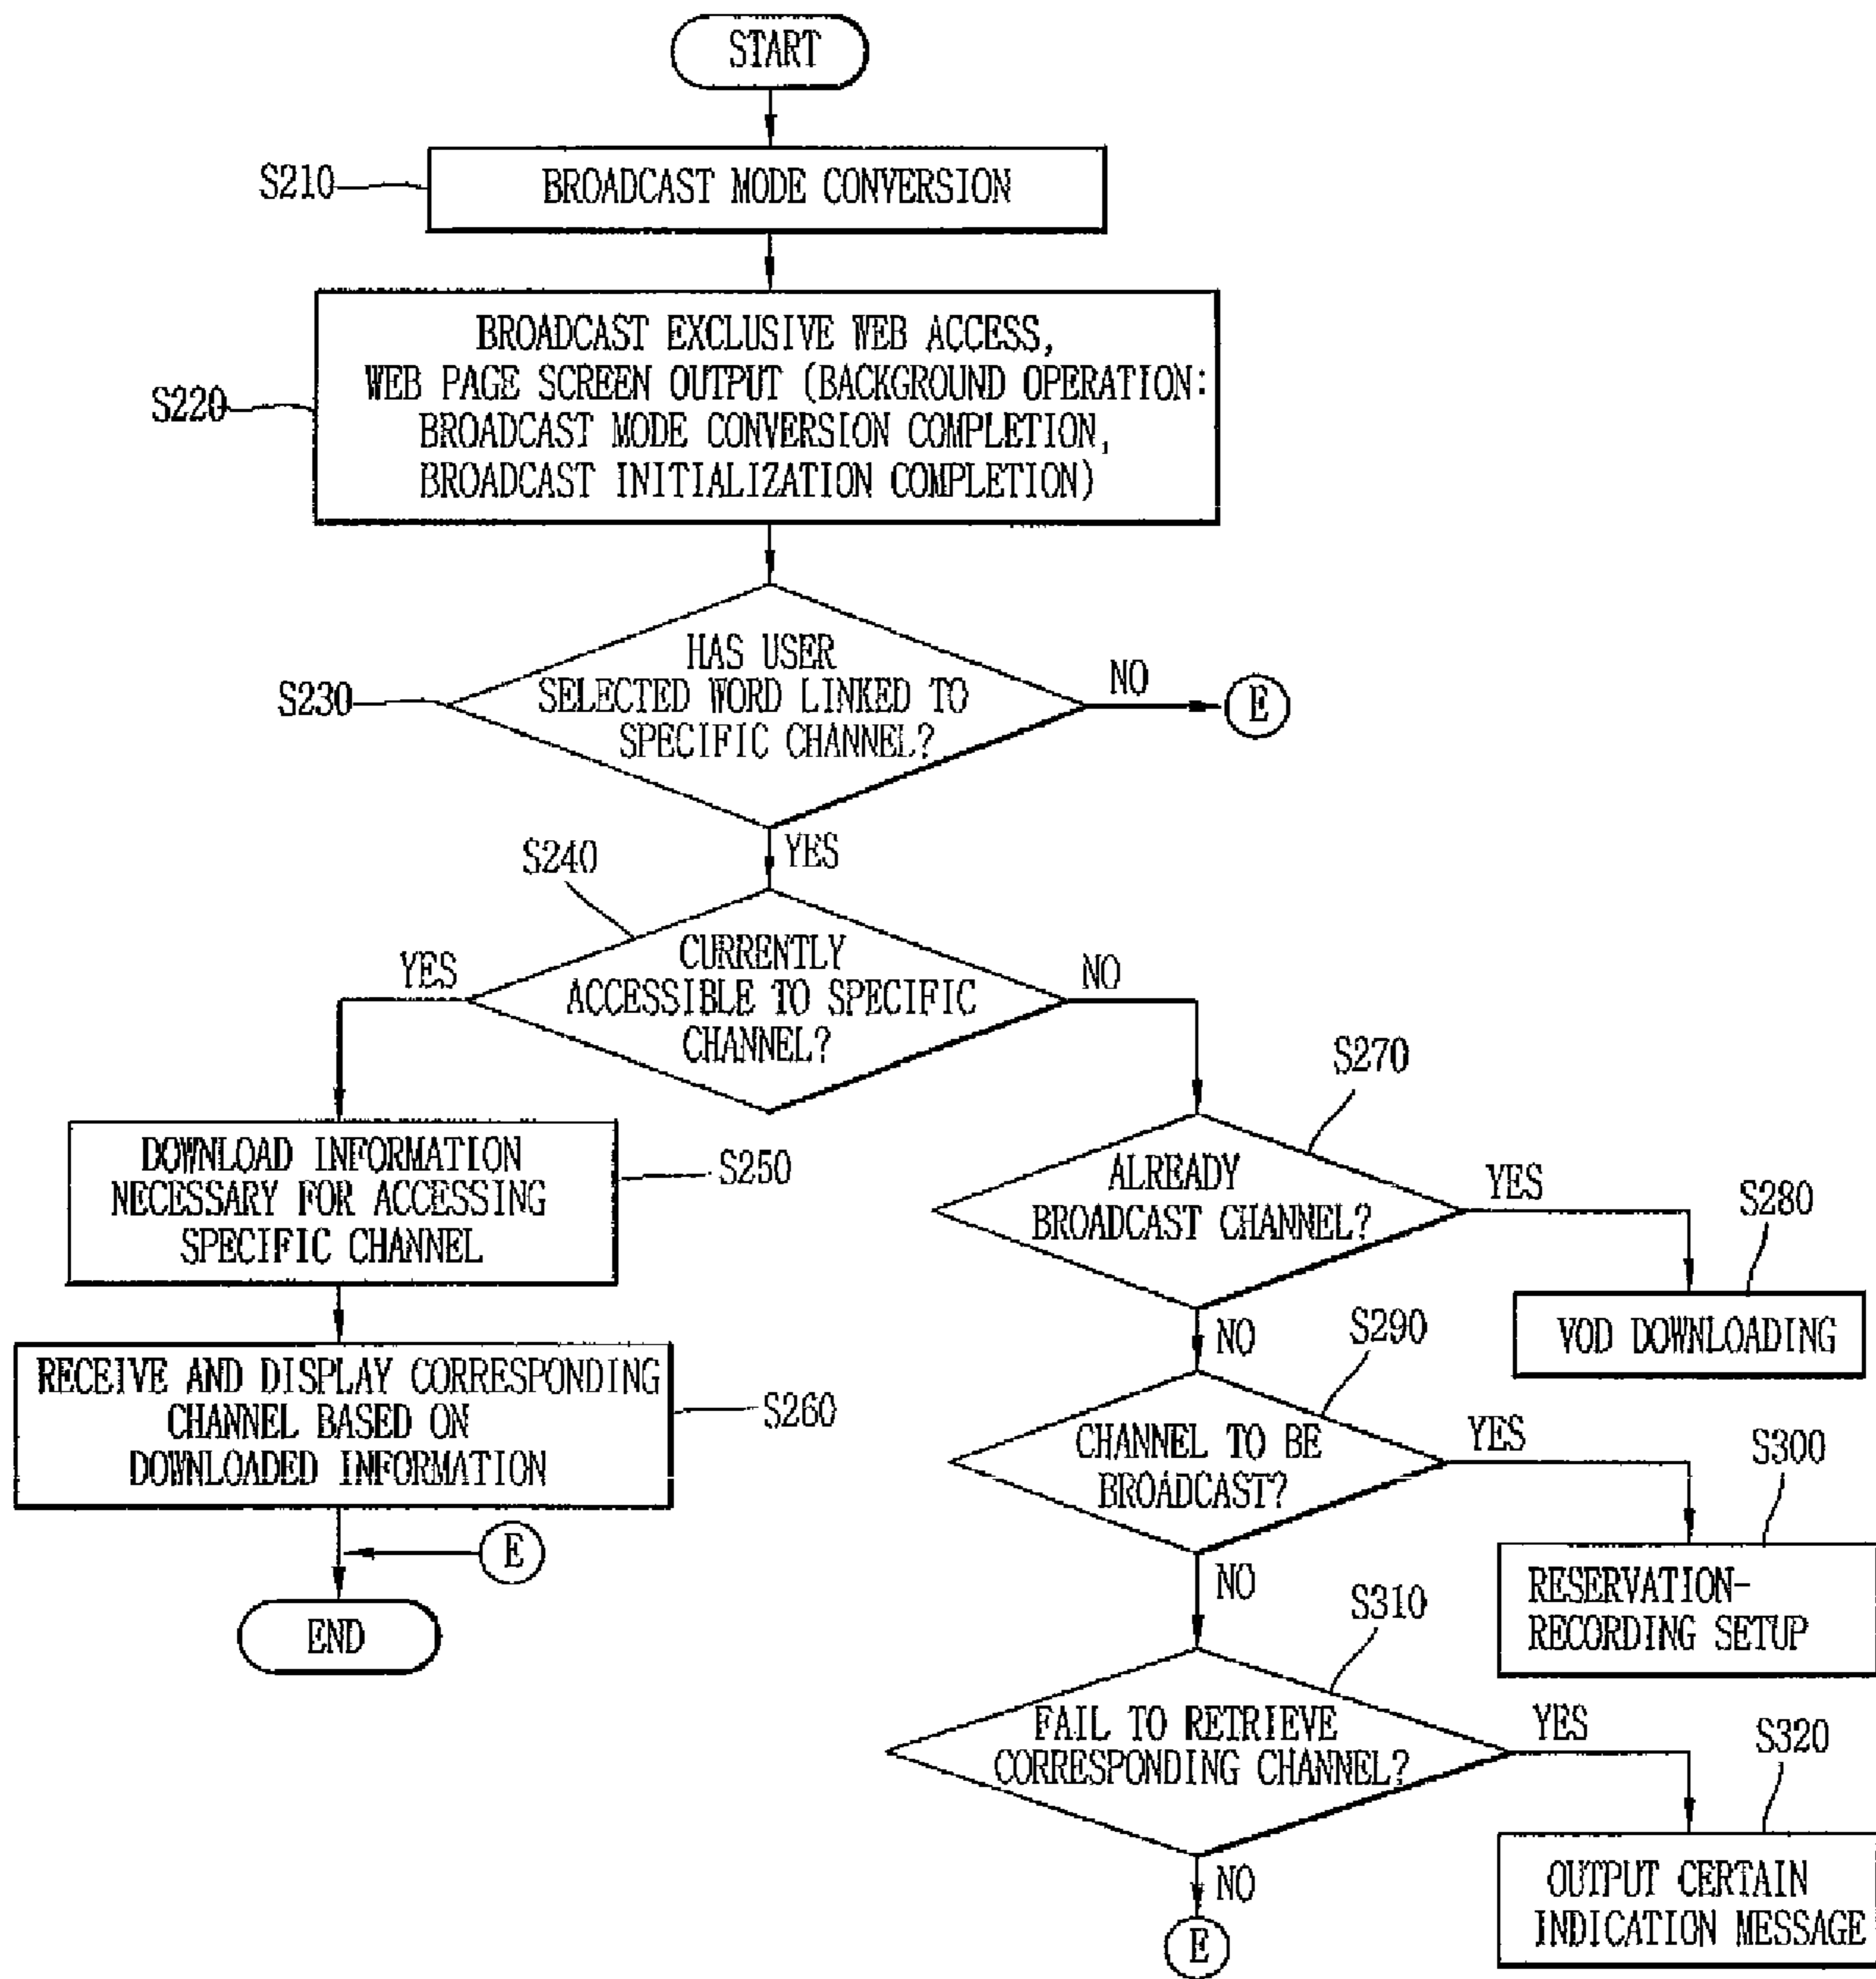 START
S210
BROADCAST MODE CONVERSION
S220
BROADCAST EXCLUSIVE WEB ACCESS,
WEB PAGE SCREEN OUTPUT (BACKGROUND OPERATION:
BROADCAST MODE CONVERSION COMPLETION,
BROADCAST INITIALIZATION COMPLETION)
S230
HAS USER
SELECTED WORD LINKED TO
SPECIFIC CHANNEL?
NO
E
YES
S240
CURRENTLY
ACCESSIBLE TO SPECIFIC
CHANNEL?
YES
NO
DOWNLOAD INFORMATION
NECESSARY FOR ACCESSING
SPECIFIC CHANNEL
S250
RECEIVE AND DISPLAY CORRESPONDING
CHANNEL BASED ON
DOWNLOADED INFORMATION
S260
E
END
S270
ALREADY
BROADCAST CHANNEL?
YES
S280
VOD DOWNLOADING
NO
S290
CHANNEL TO BE
BROADCAST?
YES
S300
RESERVATION-
RECORDING SETUP
NO
S310
FAIL TO RETRIEVE
CORRESPONDING CHANNEL?
YES
S320
OUTPUT CERTAIN
INDICATION MESSAGE
NO
E